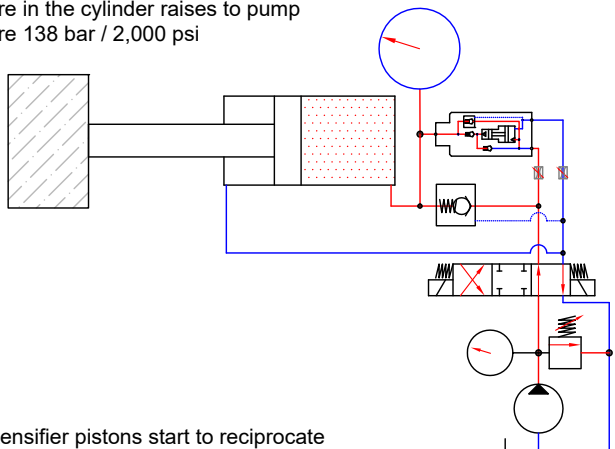 re in the cylinder raises to pump
re 138 bar / 2,000 psi
ensifier pistons start to reciprocate